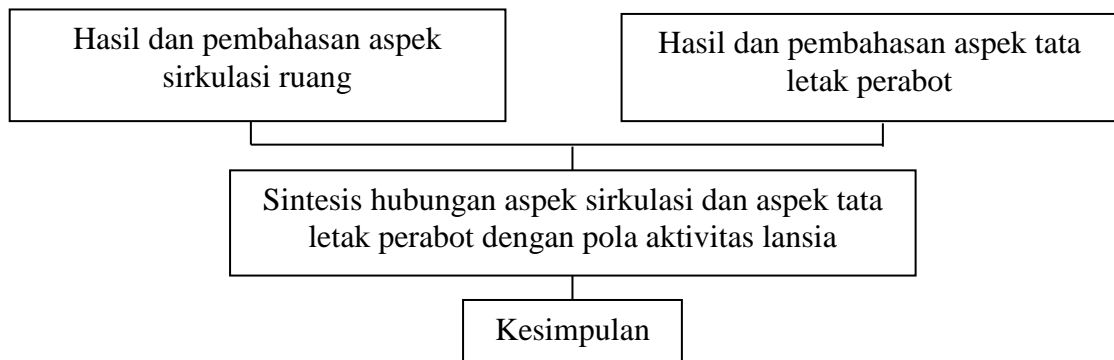 Hasil dan pembahasan aspek
sirkulasi ruang
Hasil dan pembahasan aspek tata
letak perabot
Sintesis hubungan aspek sirkulasi dan aspek tata
letak perabot dengan pola aktivitas lansia
Kesimpulan